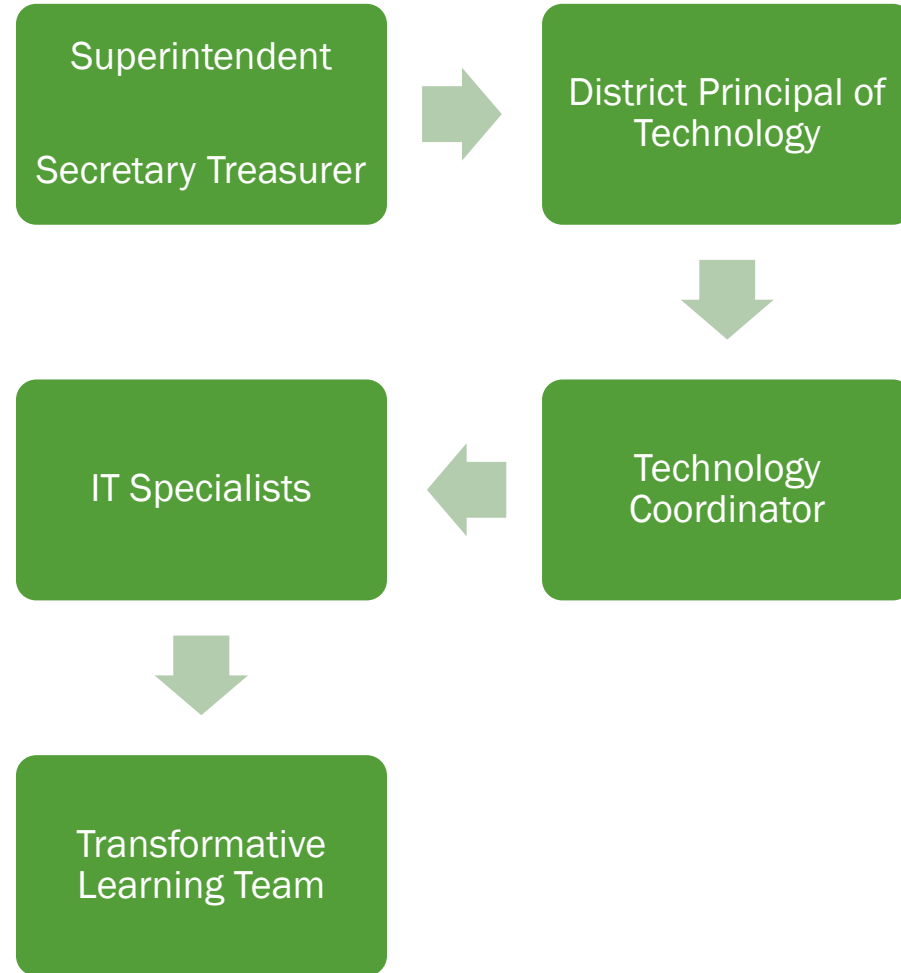 Superintendent
Secretary Treasurer
District Principal of
Technology
Technology
Coordinator
IT Specialists
Transformative
Learning Team